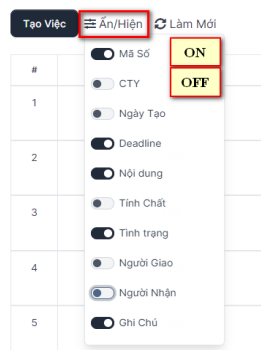 Tạo Việc Ẩn/Hiện Làm Mới
Mã Số ON
# CTY OFF
1 Ngày Tạo
Deadline
2 Nội dung
3 Tính Chất
Tình trạng
4 Người Giao
Người Nhận
5 Ghi Chú